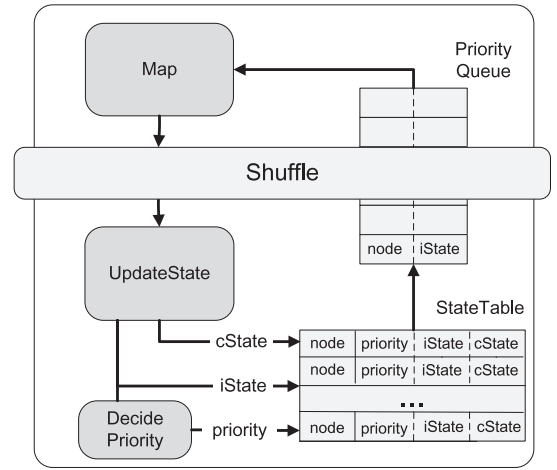 Map
Priority
Queue
Shuffle
node iState
UpdateState
StateTable
cState
node priority iState cState
node priority iState cState
iState
...
Decide
Priority
priority
node priority iState cState